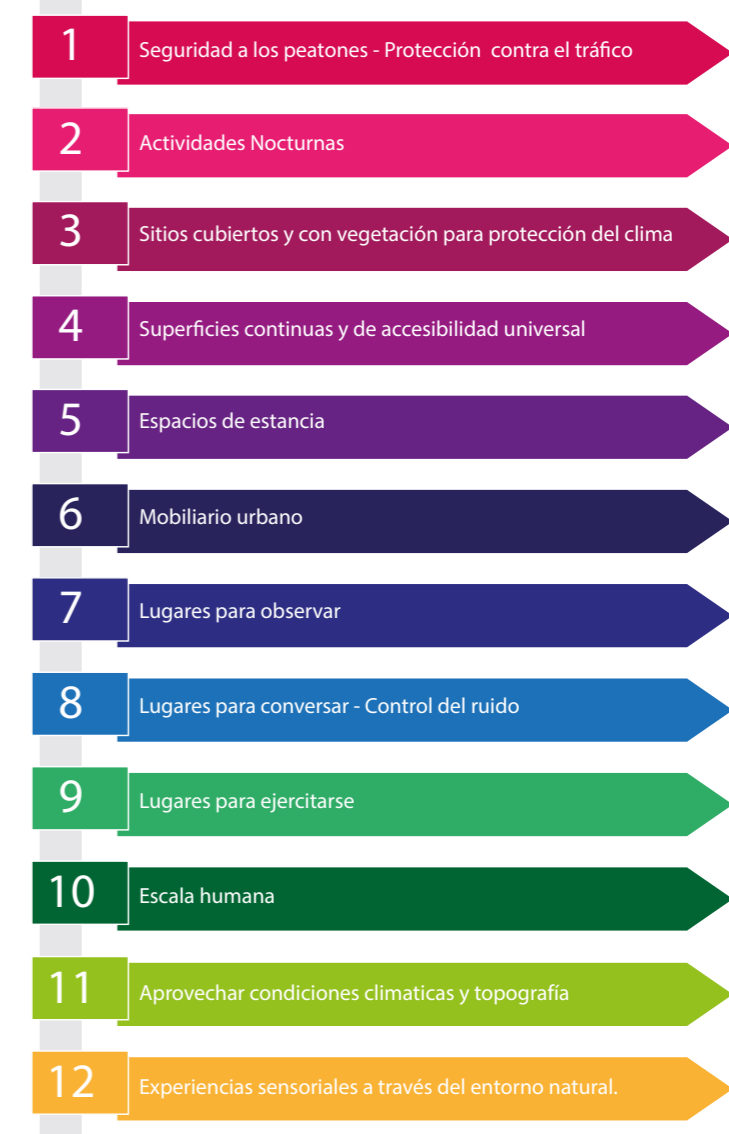 1
Seguridad a los peatones - Protección contra el tráfico
2
Actividades Nocturnas
3
Sitios cubiertos y con vegetación para protección del clima
4
Superficies continuas y de accesibilidad universal
5
Espacios de estancia
6
Mobiliario urbano
7
Lugares para observar
8
Lugares para conversar - Control del ruido
9
Lugares para ejercitarse
10
Escala humana
11
Aprovechar condiciones climaticas y topografía
12
Experiencias sensoriales a través del entorno natural.